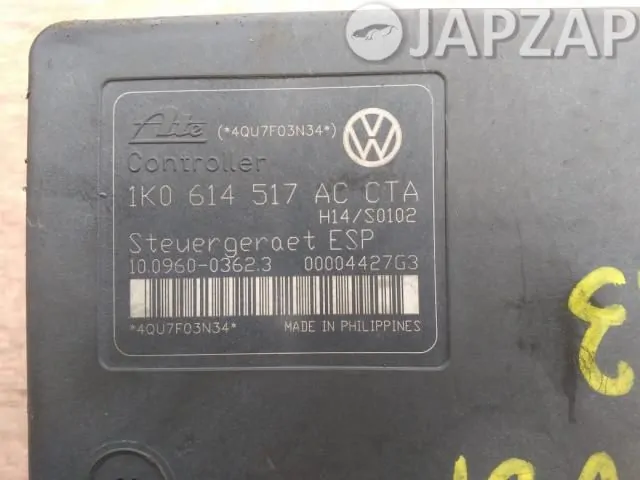 JAPZAP
Ate (*4QU7F03N34*)
Controller
1K0 614 517 AC CTA
H14/S0102
Steuergeraet ESP
10.0960-0362.3 00004427G3
*4QU7F03N34* MADE IN PHILIPPINES
3